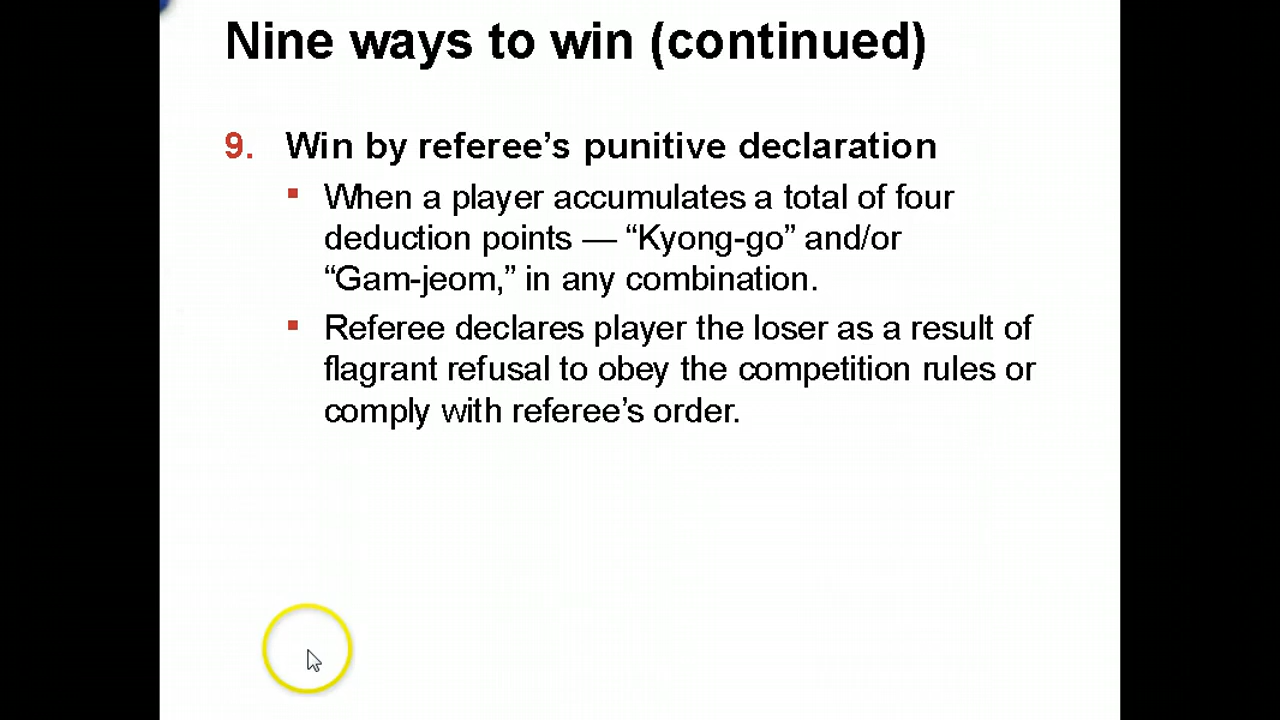 Nine ways to win (continued)
9. Win by referee’s punitive declaration
▪ When a player accumulates a total of four
deduction points — “Kyong-go” and/or
“Gam-jeom,” in any combination.
▪ Referee declares player the loser as a result of
flagrant refusal to obey the competition rules or
comply with referee’s order.